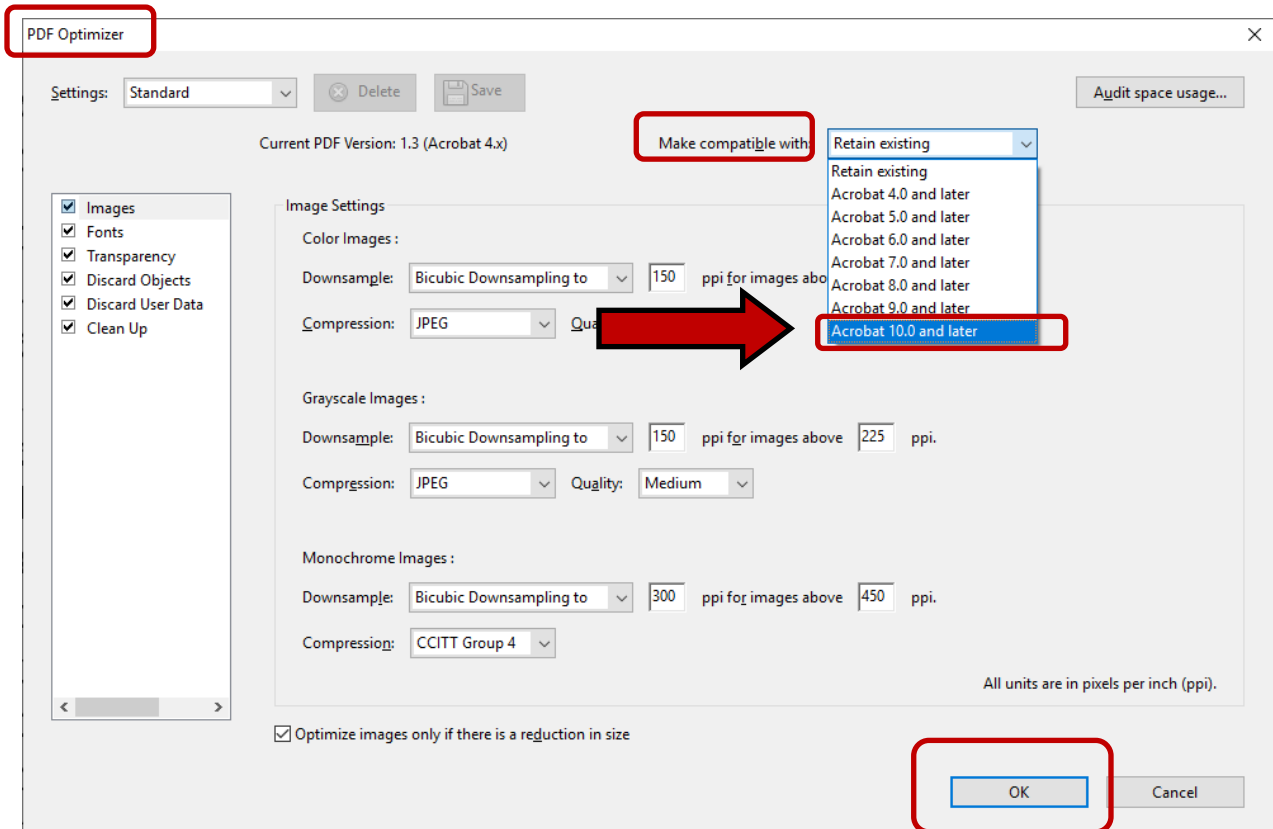 PDF Optimizer
Settings: Standard Delete Save Audit space usage...
Current PDF Version: 1.3 (Acrobat 4.x) Make compatible with: Retain existing
Retain existing
Acrobat 4.0 and later
Acrobat 5.0 and later
Acrobat 6.0 and later
Acrobat 7.0 and later
Acrobat 8.0 and later
Acrobat 9.0 and later
Acrobat 10.0 and later
Images
Fonts
Transparency
Discard Objects
Discard User Data
Clean Up
Image Settings
Color Images :
Downsample: Bicubic Downsampling to 150 ppi for images abo
Compression: JPEG Qua
Grayscale Images :
Downsample: Bicubic Downsampling to 150 ppi for images above 225 ppi.
Compression: JPEG Quality: Medium
Monochrome Images :
Downsample: Bicubic Downsampling to 300 ppi for images above 450 ppi.
Compression: CCITT Group 4
All units are in pixels per inch (ppi).
Optimize images only if there is a reduction in size
OK Cancel